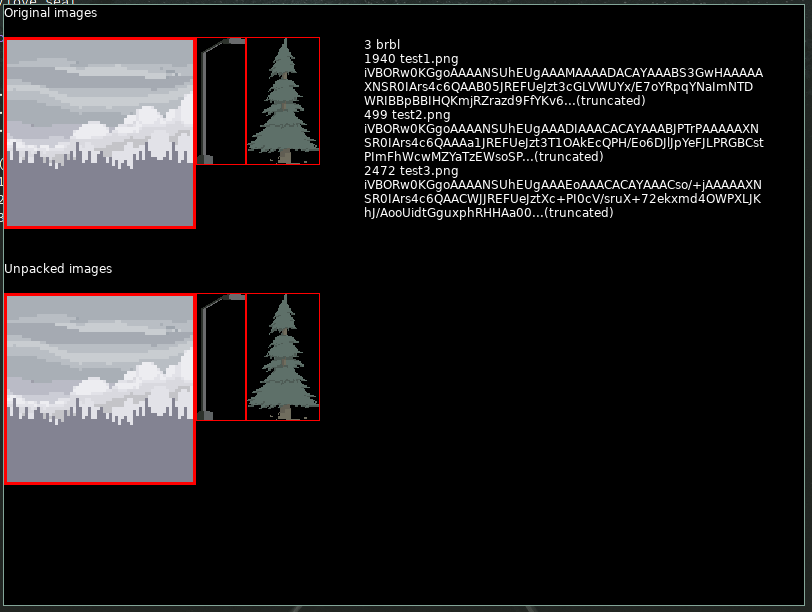 Original images
3 brbl
1940 test1.png
iVBORw0KGgoAAAANSUhEUgAAAMAAAADACAYAAABS3GwHAAAAA
XNSR0IArs4c6QAAB05JREFUeJzt3cGLVWUYx/E7oYRpqYNaImNTD
WRIBBpBBIHQKmjRZrazd9FfYKv6...(truncated)
499 test2.png
iVBORw0KGgoAAAANSUhEUgAAADIAAACACAYAAABJPTrPAAAAAXN
SR0IArs4c6QAAAa1JREFUeJzt3T1OAkEcQPH/Eo6DJlJpYeFJLPRGBCst
PImFhWcwMZYaTzEWsoSP...(truncated)
2472 test3.png
iVBORw0KGgoAAAANSUhEUgAAAEoAAACACAYAAACso/+jAAAAAXN
SR0IArs4c6QAACWJJREFUeJztXc+PI0cV/sruX+72ekxmd4OWPXLJK
hJ/AooUidtGguxphRHHAa00...(truncated)
Unpacked images